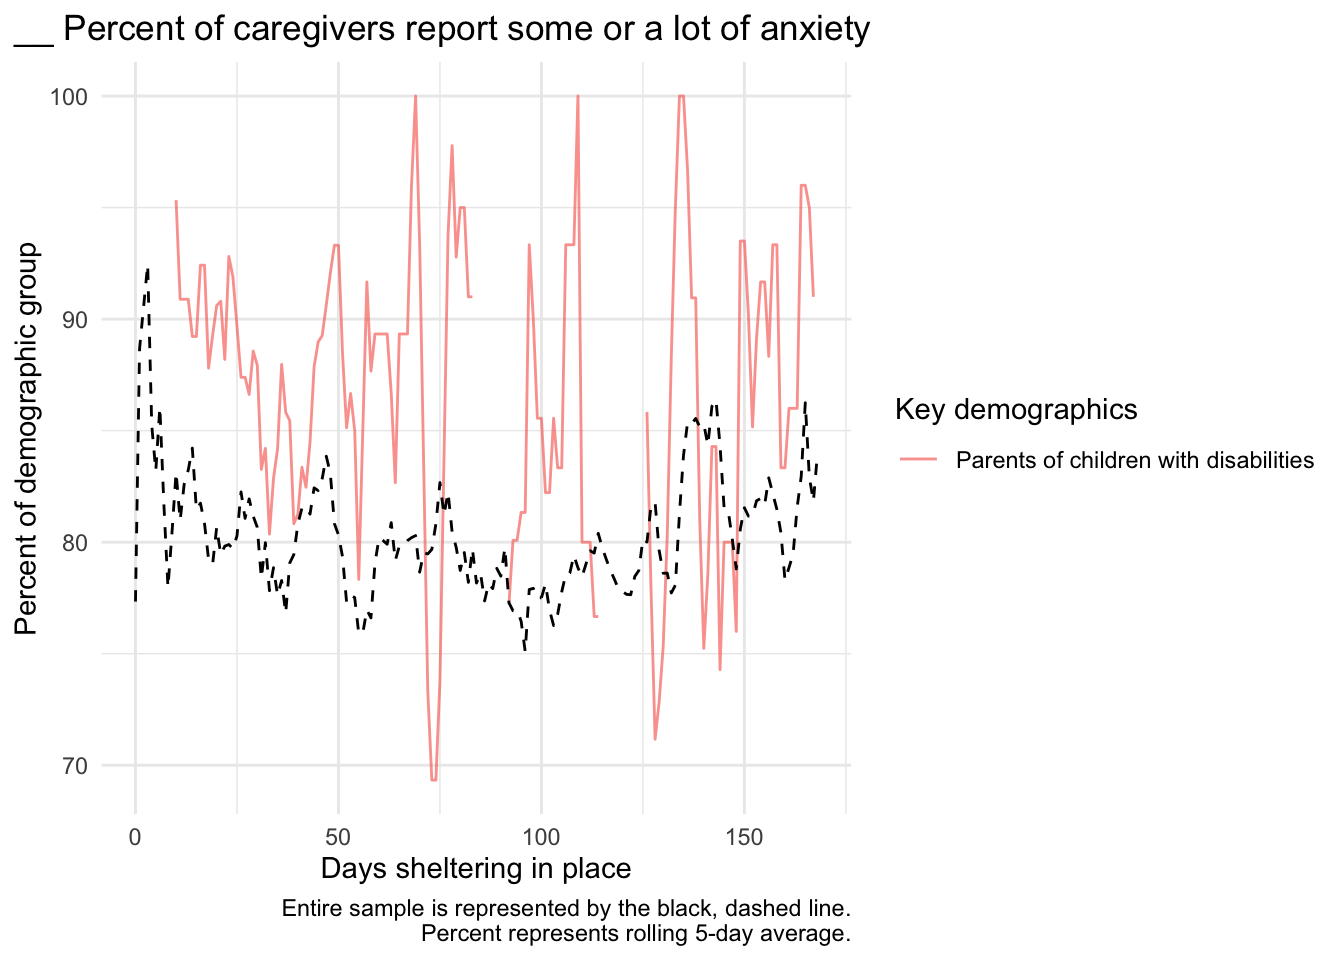 __ Percent of caregivers report some or a lot of anxiety
Percent of demographic group
100
90
80
70
0
50
100
150
Days sheltering in place
Key demographics
Parents of children with disabilities
Entire sample is represented by the black, dashed line.
Percent represents rolling 5-day average.